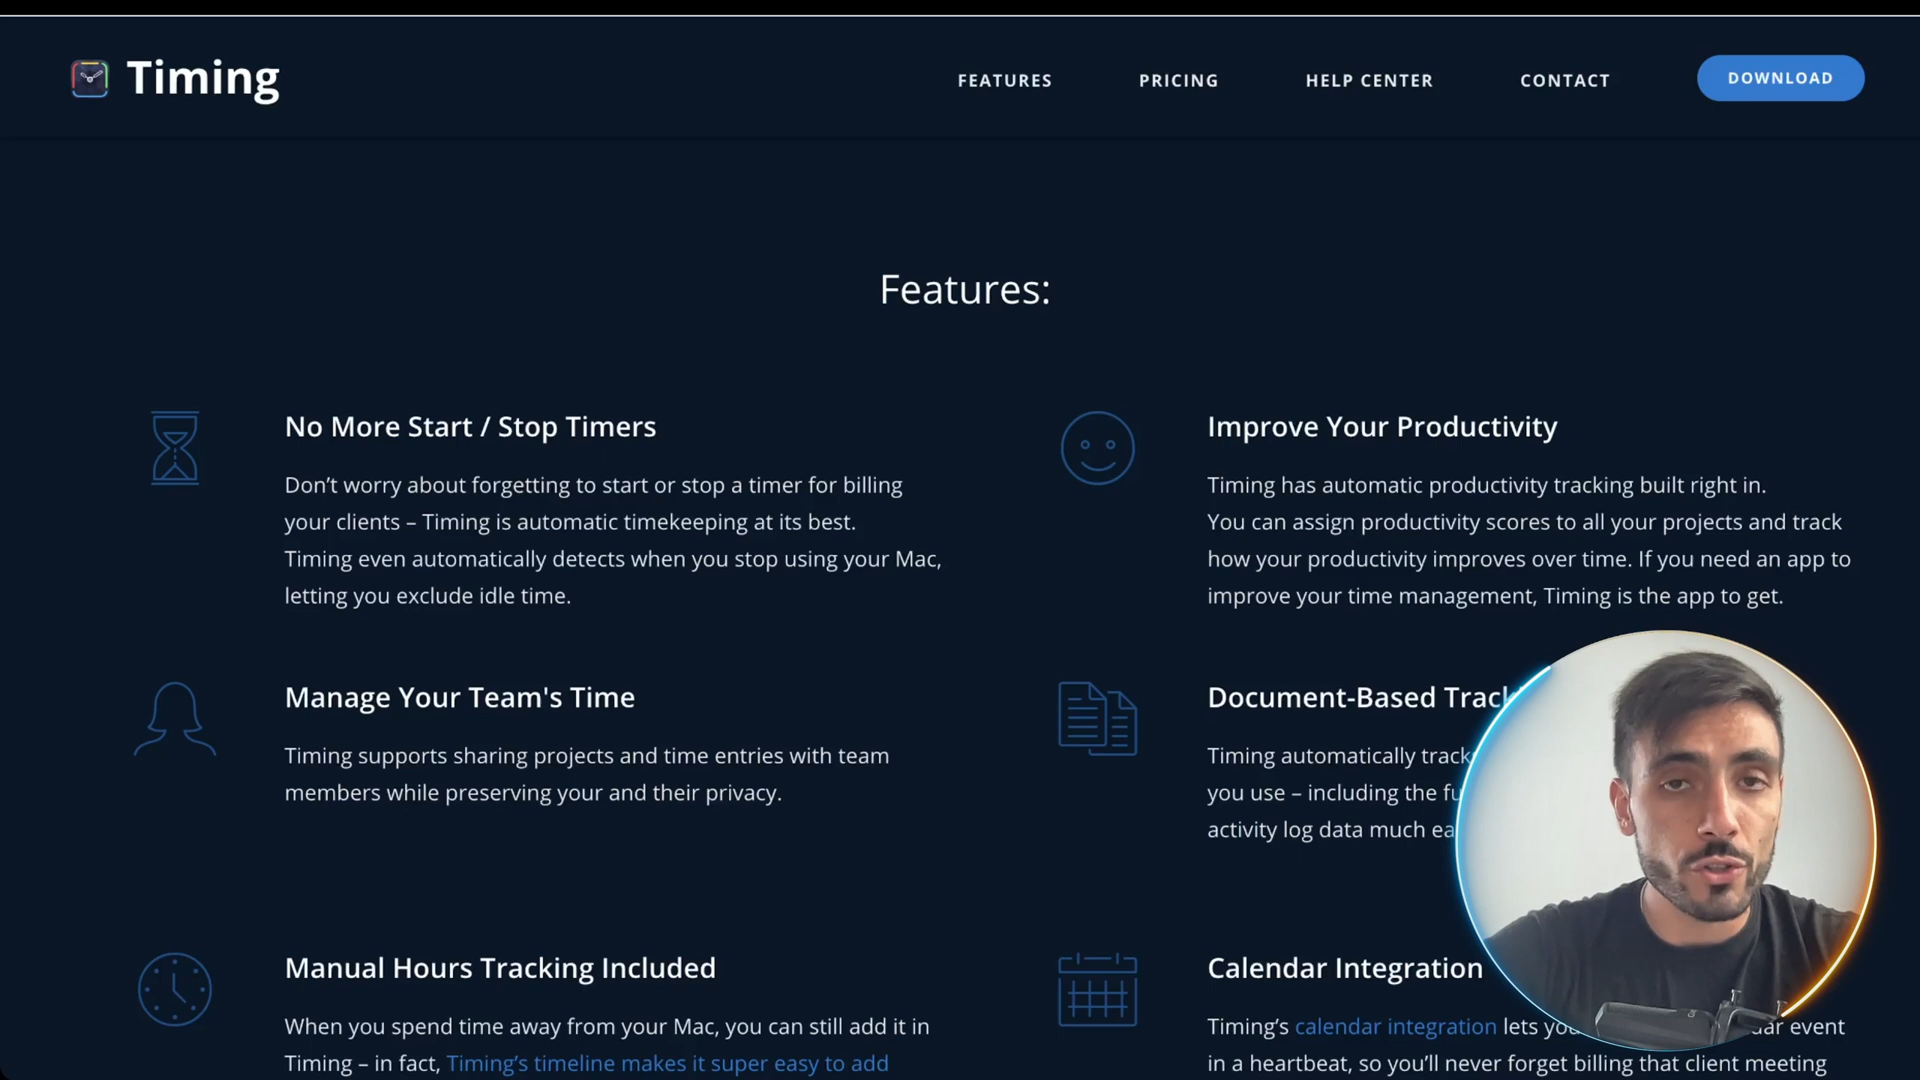 Timing
FEATURES
PRICING
HELP CENTER
CONTACT
DOWNLOAD
Features:
No More Start / Stop Timers
Don’t worry about forgetting to start or stop a timer for billing
your clients – Timing is automatic timekeeping at its best.
Timing even automatically detects when you stop using your Mac,
letting you exclude idle time.
Improve Your Productivity
Timing has automatic productivity tracking built right in.
You can assign productivity scores to all your projects and track
how your productivity improves over time. If you need an app to
improve your time management, Timing is the app to get.
Manage Your Team's Time
Timing supports sharing projects and time entries with team
members while preserving your and their privacy.
Document-Based
Timing automatically
you use – including the
activity log data much
Manual Hours Tracking Included
When you spend time away from your Mac, you can still add it in
Timing – in fact, Timing’s timeline makes it super easy to add
Calendar Integration
Timing’s calendar integration lets event
in a heartbeat, so you’ll never forget billing that client meeting